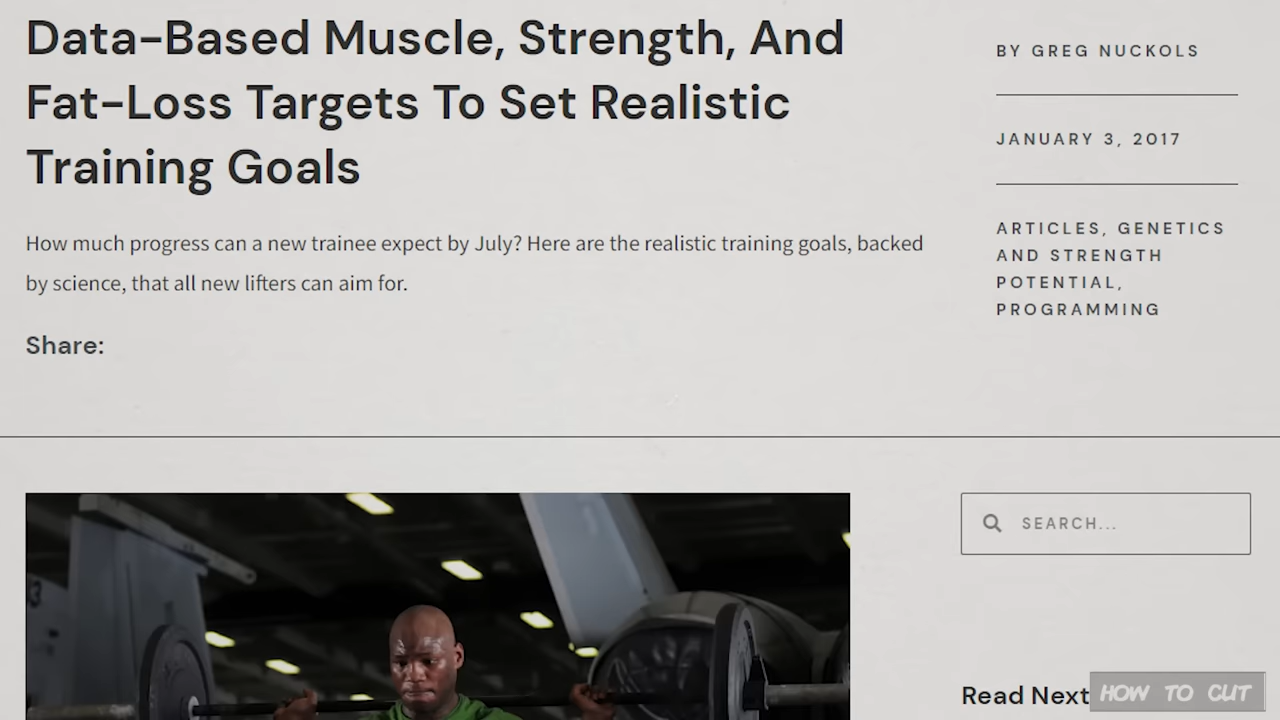 Data-Based Muscle, Strength, And
Fat-Loss Targets To Set Realistic
Training Goals
How much progress can a new trainee expect by July? Here are the realistic training goals, backed
by science, that all new lifters can aim for.
Share:
BY GREG NUCKOLS
JANUARY 3, 2017
ARTICLES, GENETICS
AND STRENGTH
POTENTIAL,
PROGRAMMING
SEARCH...
Read Next
HOW TO CUT
3